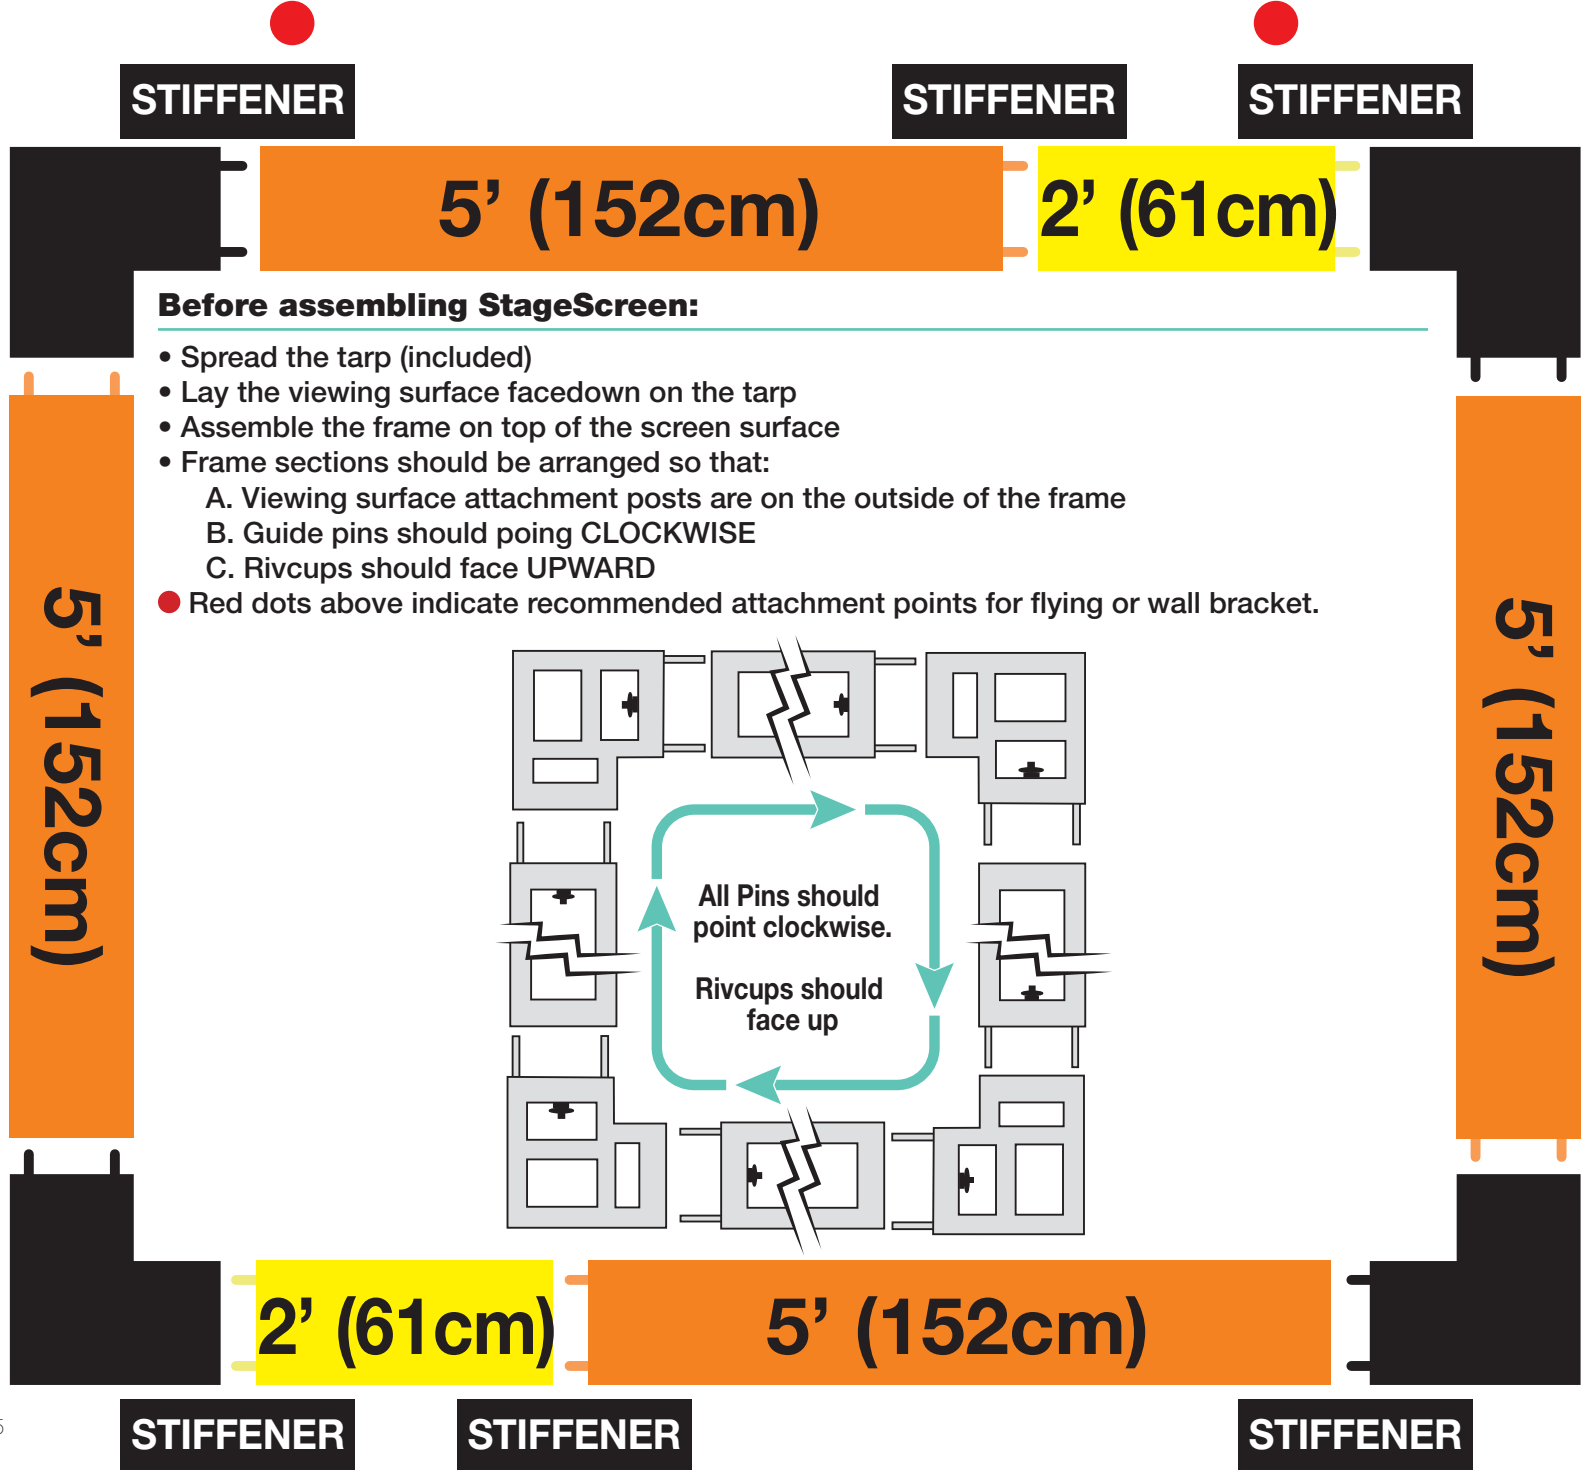 STIFFENER STIFFENER STIFFENER
5’ (152cm) 2’ (61cm)
Before assembling StageScreen:
• Spread the tarp (included)
• Lay the viewing surface facedown on the tarp
• Assemble the frame on top of the screen surface
• Frame sections should be arranged so that:
A. Viewing surface attachment posts are on the outside of the frame
B. Guide pins should poing CLOCKWISE
C. Rivcups should face UPWARD
Red dots above indicate recommended attachment points for flying or wall bracket.
5’ (152cm)
5’ (152cm)
All Pins should
point clockwise.
Rivcups should
face up
2’ (61cm) 5’ (152cm)
STIFFENER STIFFENER STIFFENER